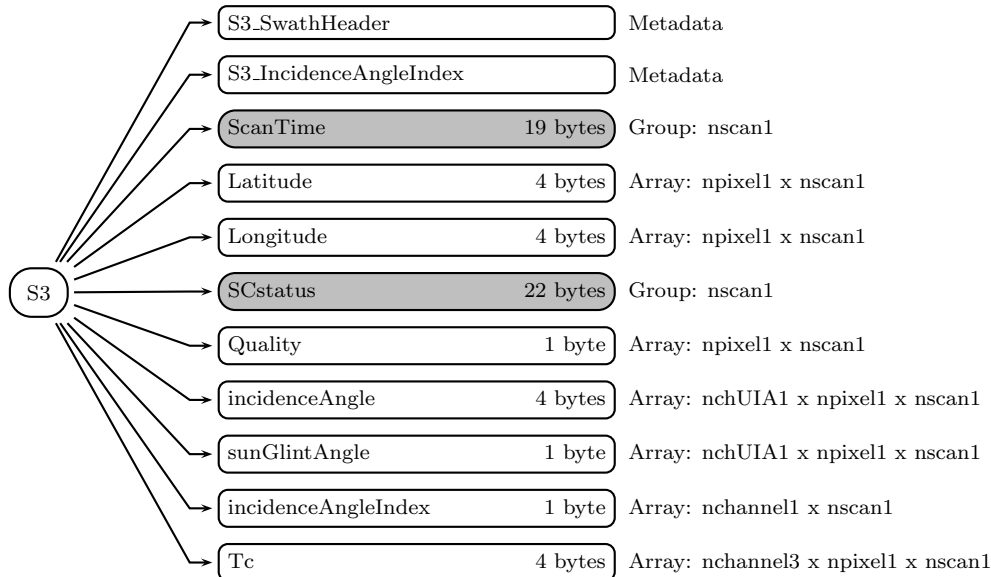 S3_SwathHeader Metadata
S3_IncidenceAngleIndex Metadata
ScanTime 19 bytes Group: nscan1
Latitude 4 bytes Array: npixel1 x nscan1
Longitude 4 bytes Array: npixel1 x nscan1
S3 SCstatus 22 bytes Group: nscan1
Quality 1 byte Array: npixel1 x nscan1
incidenceAngle 4 bytes Array: nchUIA1 x npixel1 x nscan1
sunGlintAngle 1 byte Array: nchUIA1 x npixel1 x nscan1
incidenceAngleIndex 1 byte Array: nchannel1 x nscan1
Tc 4 bytes Array: nchannel3 x npixel1 x nscan1